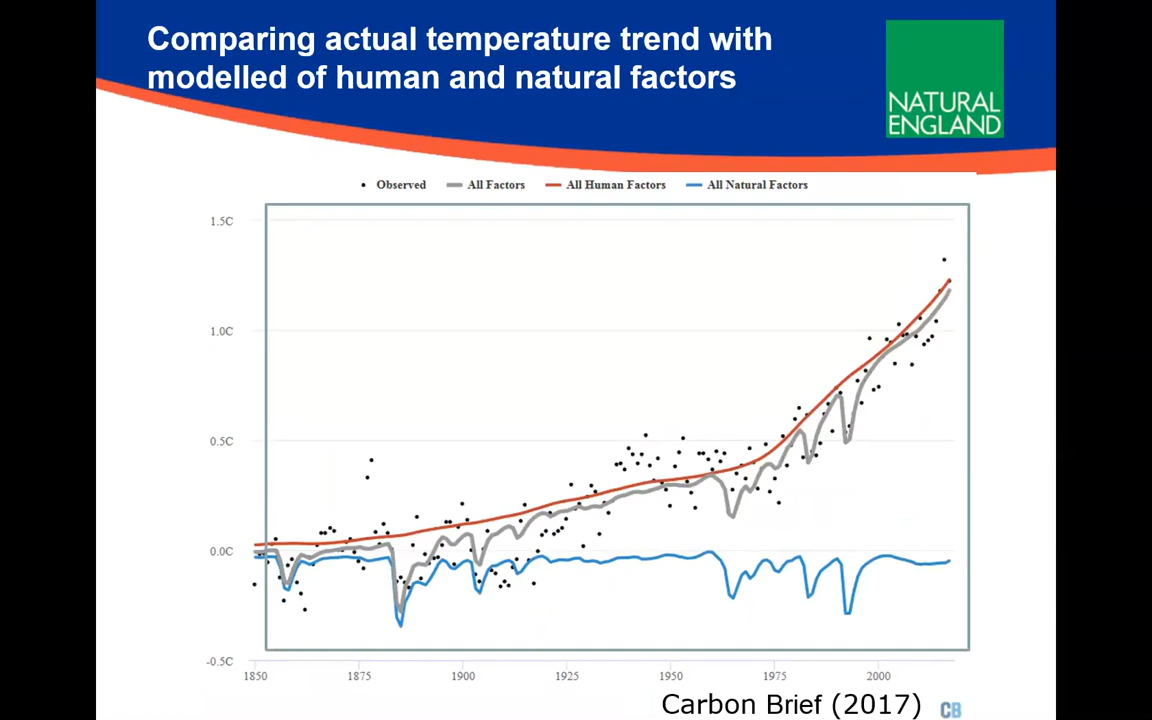 Comparing actual temperature trend with
modelled of human and natural factors
NATURAL
ENGLAND
Observed All Factors All Human Factors All Natural Factors
1.5C
1.0C
0.5C
0.0C
-0.5C
1850 1875 1900 1925 1950 1975 2000
Carbon Brief (2017) CB